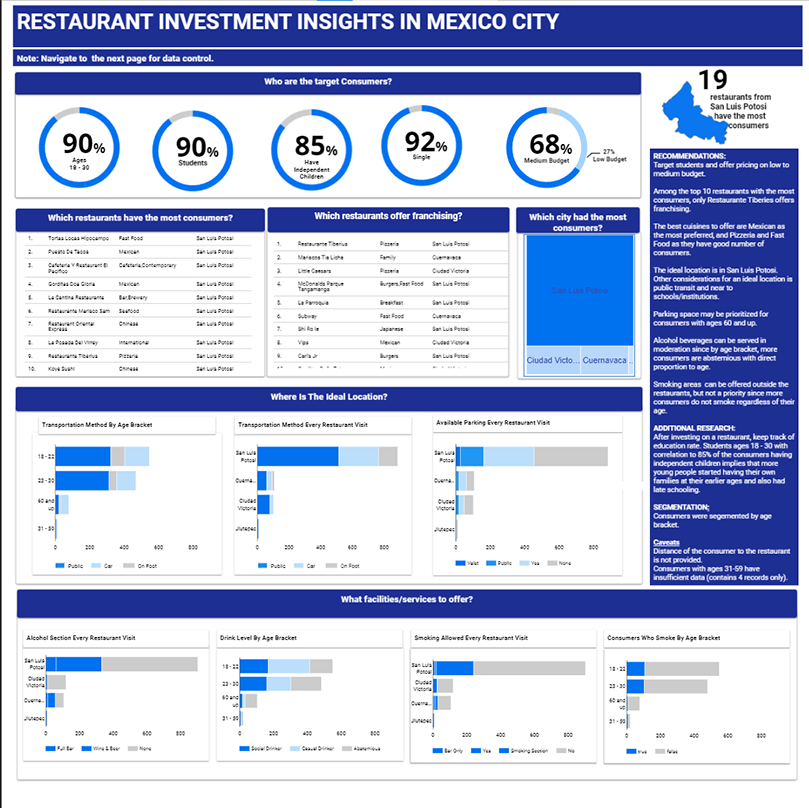 RESTAURANT INVESTMENT INSIGHTS IN MEXICO CITY
Note: Navigate to the next page for data control.
Who are the target Consumers?
90%
Ages
18 - 30
90%
Students
85%
Have
Independent
Children
92%
Single
68%
Medium Budget
27%
Low Budget
19
restaurants from
San Luis Potosi
have the most
consumers
Which restaurants have the most consumers?
1. Tortas Locas Hipocampo Fast Food San Luis Potosi
2. Puesto De Tacos Mexican San Luis Potosi
3. Cafeteria Y Restaurant El Pacifico Cafeteria,Contemporary San Luis Potosi
4. Gorditas Doa Gloria Mexican San Luis Potosi
5. La Cantina Restaurante Bar,Brewery San Luis Potosi
6. Restaurante Marisco Sam Seafood San Luis Potosi
7. Restaurant Oriental Express Chinese San Luis Potosi
8. La Posada Del Virrey International San Luis Potosi
9. Restaurante Tiberius Pizzeria San Luis Potosi
10. Kove Sushi Chinese San Luis Potosi
Which restaurants offer franchising?
1. Restaurante Tiberius Pizzeria San Luis Potosi
2. Mariscos Tia Licha Family Cuernavaca
3. Little Caesars Pizzeria Ciudad Victoria
4. McDonalds Parque Tangamanga Burgers,Fast Food San Luis Potosi
5. La Parroquia Breakfast San Luis Potosi
6. Subway Fast Food Cuernavaca
7. Shi Ro Ie Japanese San Luis Potosi
8. Vips Mexican Ciudad Victoria
9. Carls Jr Burgers San Luis Potosi
Which city had the most
consumers?
San Luis Potosi
Ciudad Victo...
Cuernavaca
RECOMMENDATIONS:
Target students and offer pricing on low to
medium budget.
Among the top 10 restaurants with the most
consumers, only Restaurante Tiberies offers
franchising.
The best cuisines to offer are Mexican as
the most preferred, and Pizzeria and Fast
Food as they have good number of
consumers.
The ideal location is in San Luis Potosi.
Other considerations for an ideal location is
public transit and near to
schools/institutions.
Parking space may be prioritized for
consumers with ages 60 and up.
Alcohol beverages can be served in
moderation since by age bracket, more
consumers are abstemious with direct
proportion to age.
Smoking areas can be offered outside the
restaurants, but not a priority since more
consumers do not smoke regardless of their
age.
ADDITIONAL RESEARCH:
After investing on a restaurant, keep track of
education rate. Students ages 18 - 30 with
correlation to 85% of the consumers having
independent children implies that more
young people started having their own
families at their earlier ages and also had
late schooling.
SEGMENTATION;
Consumers were segemented by age
bracket.
Caveats
Distance of the consumer to the restaurant
is not provided.
Consumers with ages 31-59 have
insufficient data (contains 4 records only).
Where Is The Ideal Location?
Transportation Method By Age Bracket
18 - 22
23 - 30
60 and
up
31 - 59
0 200 400 600 800
Public Car On Foot
Transportation Method Every Restaurant Visit
San Luis
Potosi
Cuerna..
Ciudad
Victoria
Jiutepec
0 200 400 600 800
Public Car On Foot
Available Parking Every Restaurant Visit
San Luis
Potosi
Cuerna..
Ciudad
Victoria
Jiutepec
0 200 400 600 800
Valet Public Yes None
What facilities/services to offer?
Alcohol Section Every Restaurant Visit
San Luis
Potosi
Ciudad
Victoria
Cuerna..
Jiutepec
0 200 400 600 800
Full Bar Wine & Beer None
Drink Level By Age Bracket
18 - 22
23 - 30
60 and
up
31 - 59
0 200 400 600 800
Social Drinker Casual Drinker Abstemious
Smoking Allowed Every Restaurant Visit
San Luis
Potosi
Ciudad
Victoria
Cuerna..
Jiutepec
0 200 400 600 800
Bar Only Yes Smoking Section No
Consumers Who Smoke By Age Bracket
18 - 22
23 - 30
60 and
up
31 - 59
0 200 400 600 800
true false